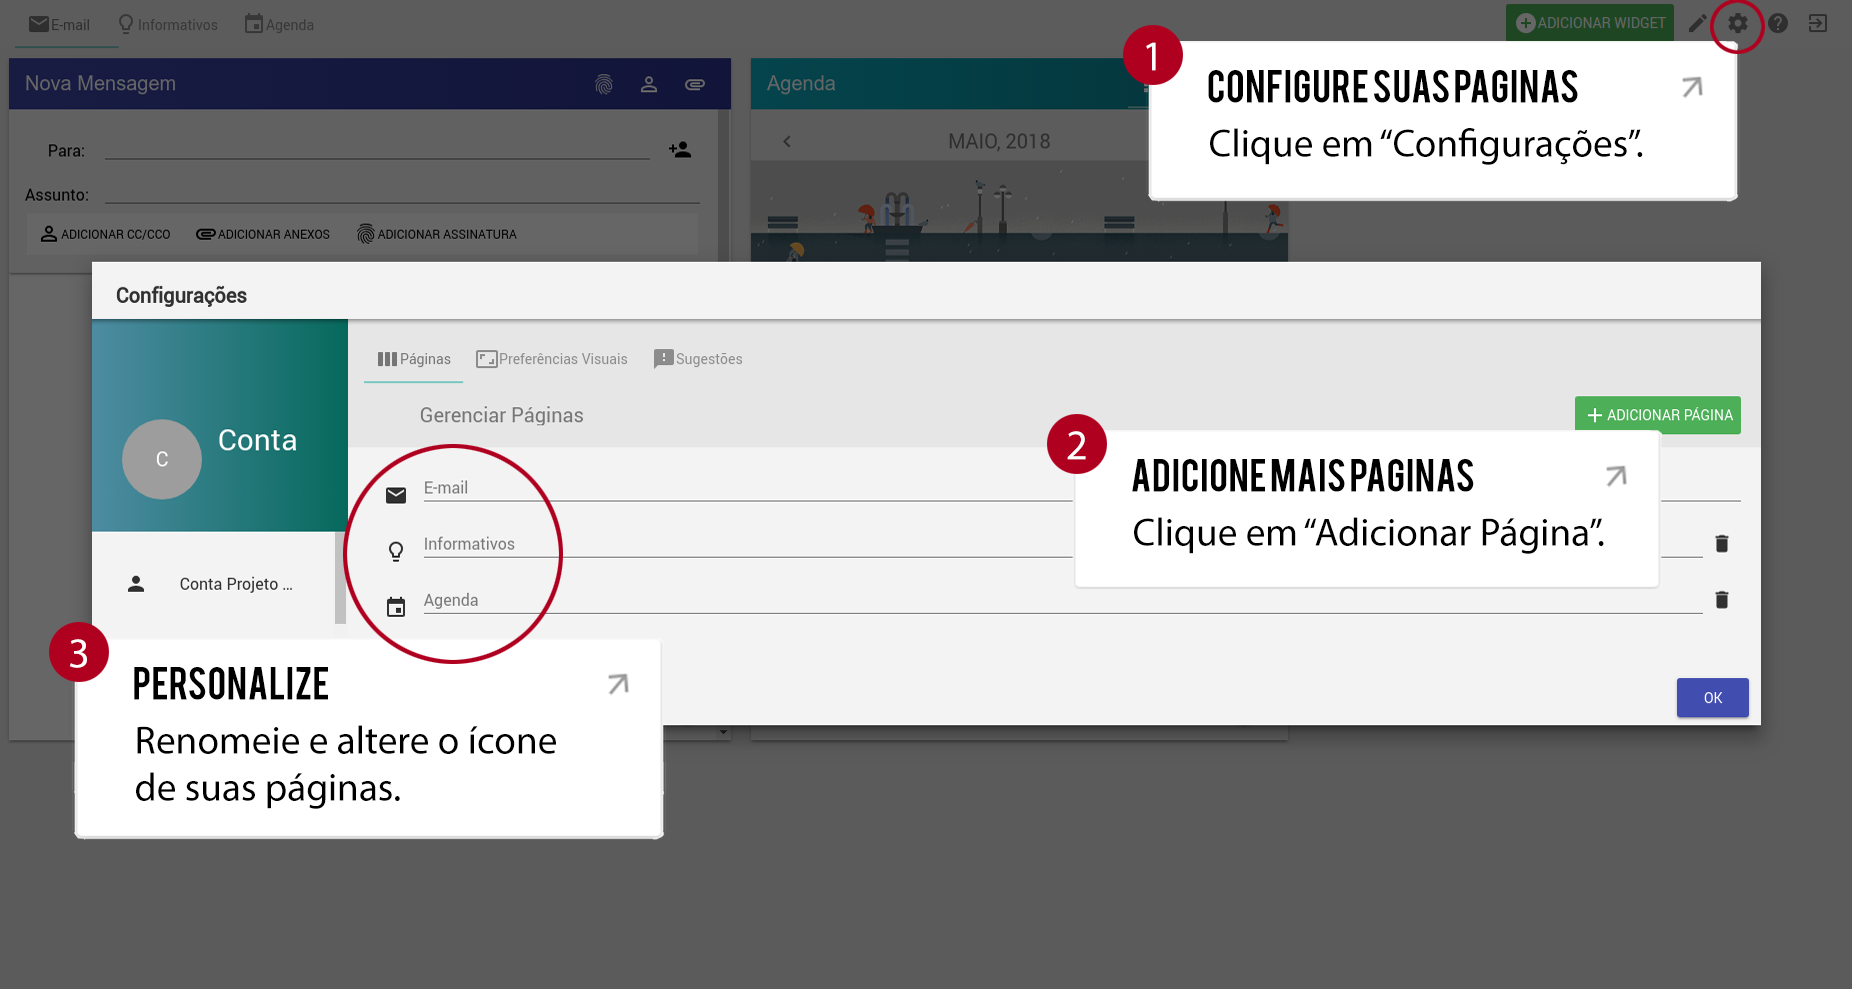 E-mail
Informativos
Agenda
ADICIONAR WIDGET
1
CONFIGURE SUAS PAGINAS
Clique em “Configurações”.
Nova Mensagem
Agenda
Para:
MAIO, 2018
Assunto:
ADICIONAR CC/CCO
ADICIONAR ANEXOS
ADICIONAR ASSINATURA
Configurações
Páginas
Preferências Visuais
Sugestões
Gerenciar Páginas
ADICIONAR PÁGINA
C
Conta
2
ADICIONE MAIS PAGINAS
Clique em “Adicionar Página”.
E-mail
Informativos
Agenda
Conta Projeto ...
3
PERSONALIZE
Renomeie e altere o ícone
de suas páginas.
OK